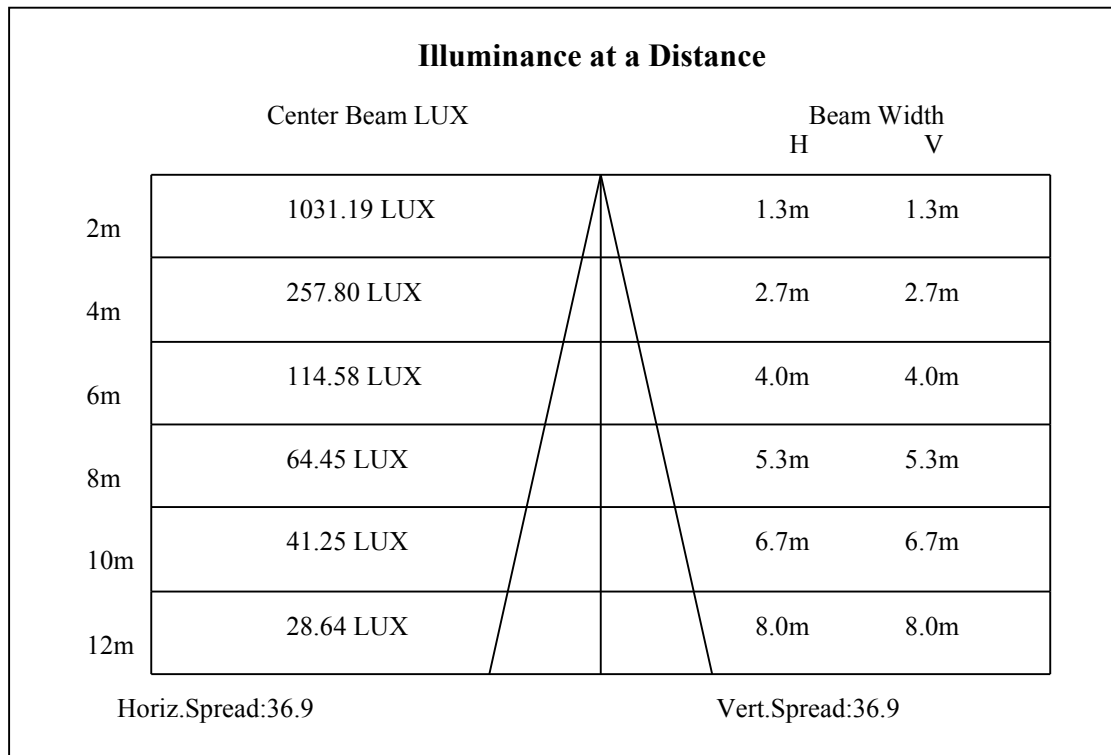 Illuminance at a Distance
Center Beam LUX Beam Width
H V
2m 1031.19 LUX 1.3m 1.3m
4m 257.80 LUX 2.7m 2.7m
6m 114.58 LUX 4.0m 4.0m
8m 64.45 LUX 5.3m 5.3m
10m 41.25 LUX 6.7m 6.7m
12m 28.64 LUX 8.0m 8.0m
Horiz.Spread:36.9 Vert.Spread:36.9